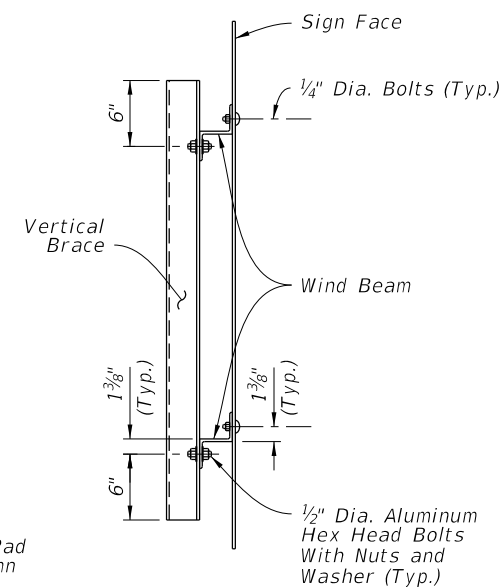 Sign Face
¼" Dia. Bolts (Typ.)
6"
Vertical
Brace
Wind Beam
1⅜"
(Typ.)
1⅜"
(Typ.)
6"
½" Dia. Aluminum
Hex Head Bolts
With Nuts and
Washer (Typ.)